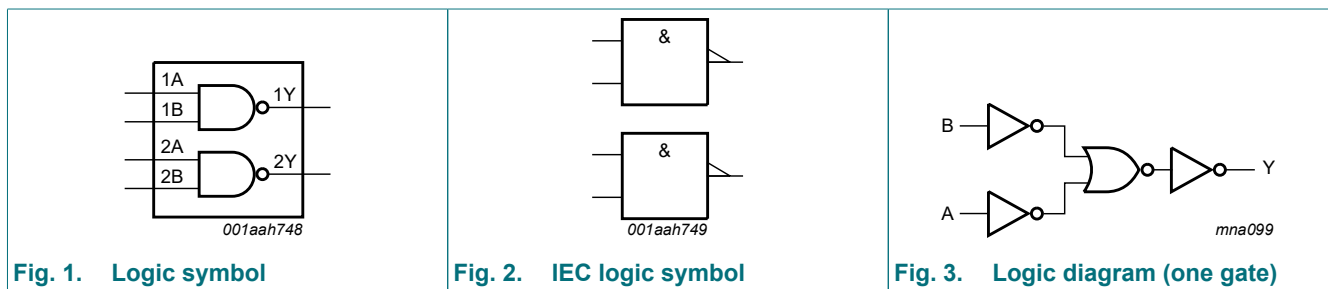 1A
1B
1Y
2A
2B
2Y
001aah748
Fig. 1. Logic symbol
&
&
001aah749
Fig. 2. IEC logic symbol
B
A
Y
mna099
Fig. 3. Logic diagram (one gate)